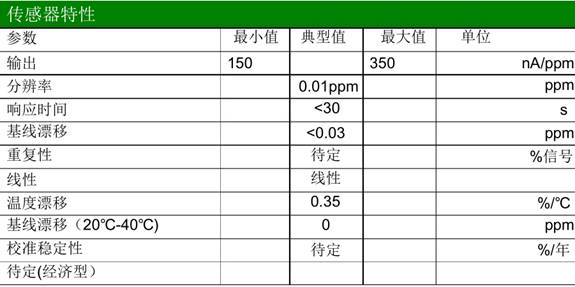 传感器特性
参数 最小值 典型值 最大值 单位
输出 150 350 nA/ppm
分辨率 0.01ppm ppm
响应时间 <30 s
基线漂移 <0.03 ppm
重复性 待定 %信号
线性 线性
温度漂移 0.35 %/℃
基线漂移（20℃-40℃) 0 ppm
校准稳定性 待定 %/年
待定(经济型）